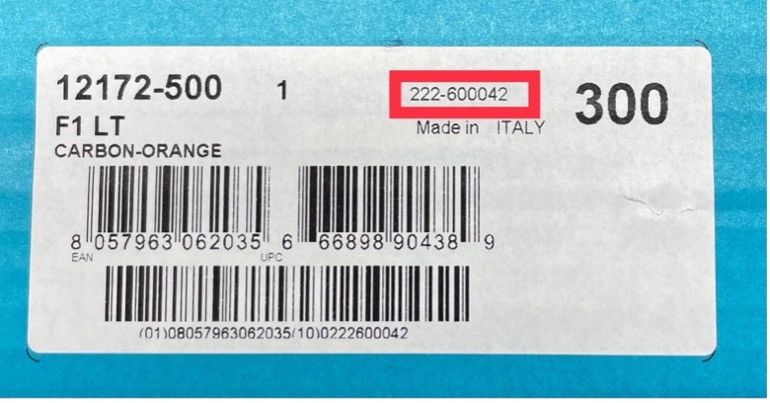 12172-500 1 222-600042 300
F1 LT Made in ITALY
CARBON-ORANGE
8 057963 062035 6 66898 90438 9
EAN UPC
(01)08057963062035(10)0222600042